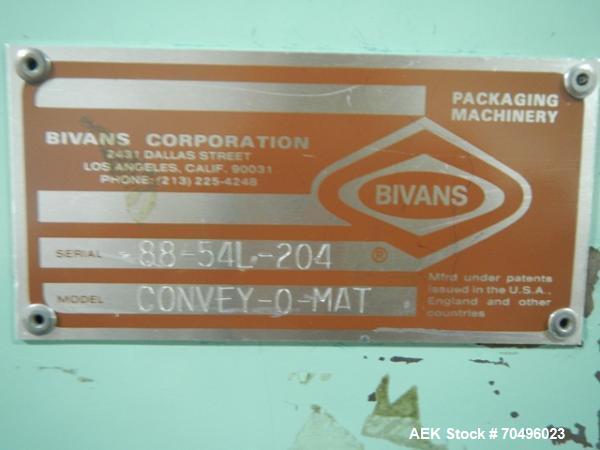 PACKAGING
MACHINERY
BIVANS CORPORATION
2431 DALLAS STREET
LOS ANGELES, CALIF. 90031
PHONE: (213) 225-4248
BIVANS
SERIAL 88-54L-204 ®
MODEL CONVEY-O-MAT
Mfrd under patents
issued in the U.S.A.,
England and other
countries
AEK Stock # 70496023